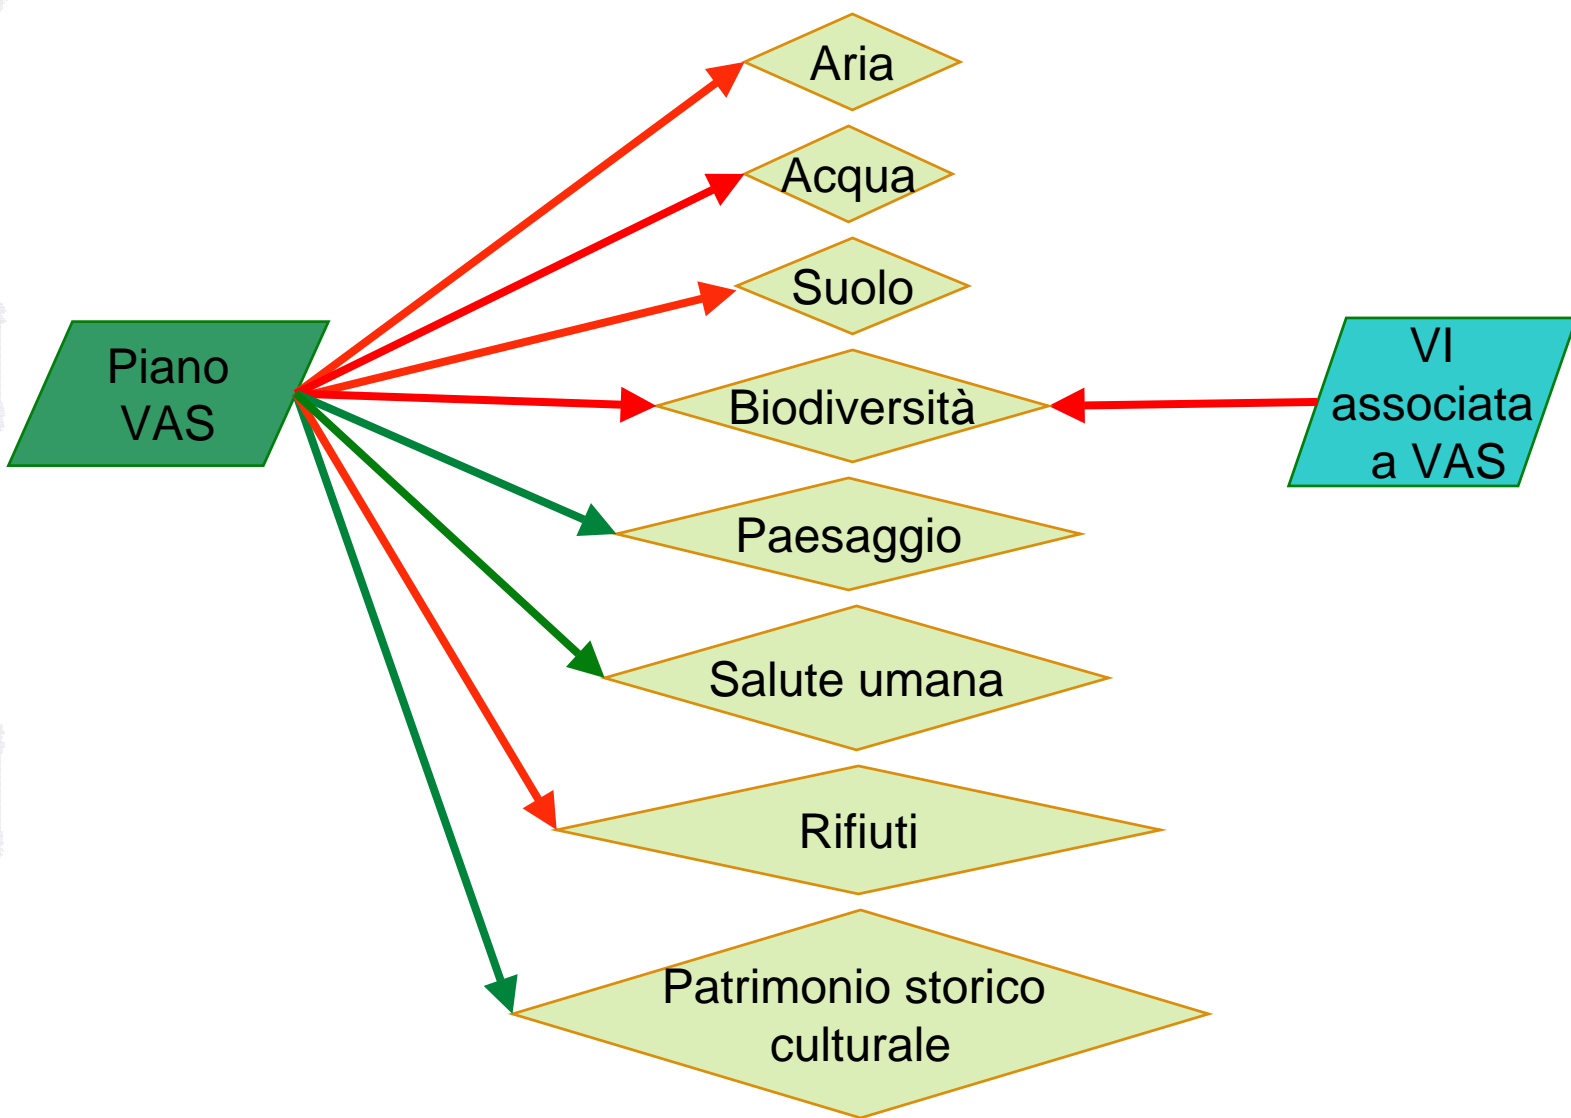 Aria
Acqua
Suolo
Piano
VAS
Biodiversità
VI
associata
a VAS
Paesaggio
Salute umana
Rifiuti
Patrimonio storico
culturale